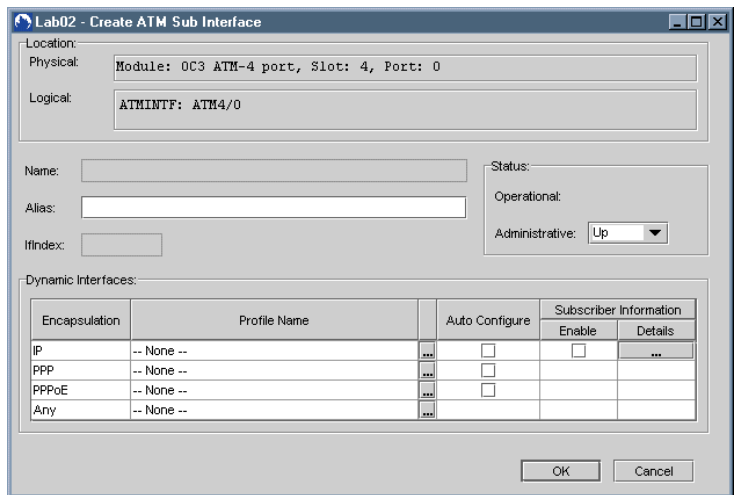 Lab02 - Create ATM Sub Interface
Location:
Physical: Module: OC3 ATM-4 port, Slot: 4, Port: 0
Logical: ATMINTF: ATM4/0
Name:
Alias:
IfIndex:
Status:
Operational:
Administrative: Up
Dynamic Interfaces:
Encapsulation Profile Name Auto Configure Subscriber Information
Enable Details
IP -- None -- ... ...
PPP -- None -- ...
PPPoE -- None -- ...
Any -- None -- ...
OK Cancel